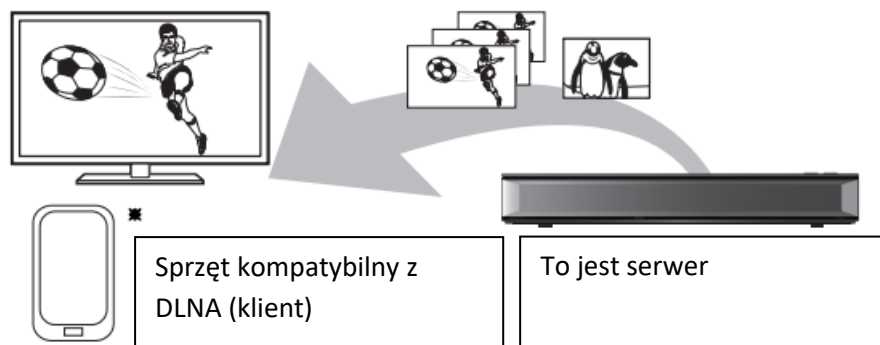 Sprzęt kompatybilny z
DLNA (klient)
To jest serwer